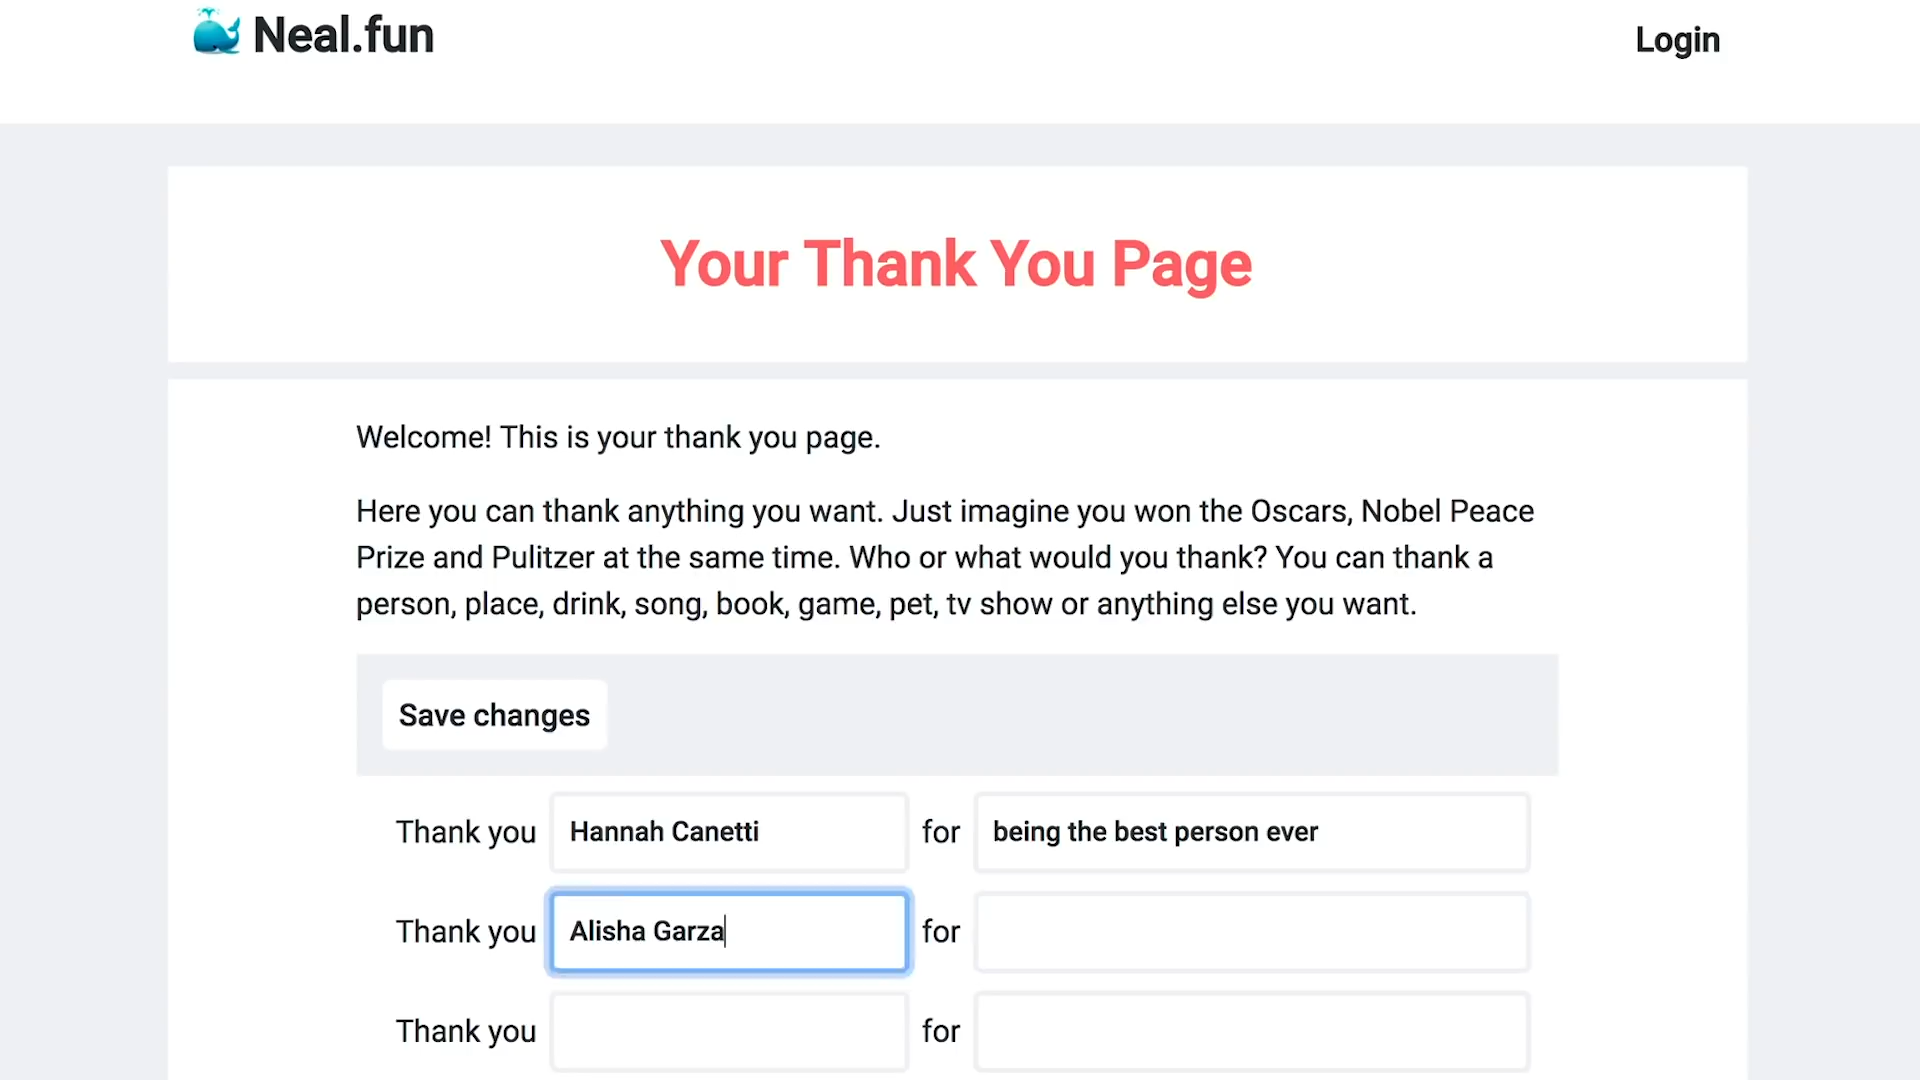 Neal.fun
Login
Your Thank You Page
Welcome! This is your thank you page.
Here you can thank anything you want. Just imagine you won the Oscars, Nobel Peace
Prize and Pulitzer at the same time. Who or what would you thank? You can thank a
person, place, drink, song, book, game, pet, tv show or anything else you want.
Save changes
Thank you Hannah Canetti for being the best person ever
Thank you Alisha Garza for
Thank you for